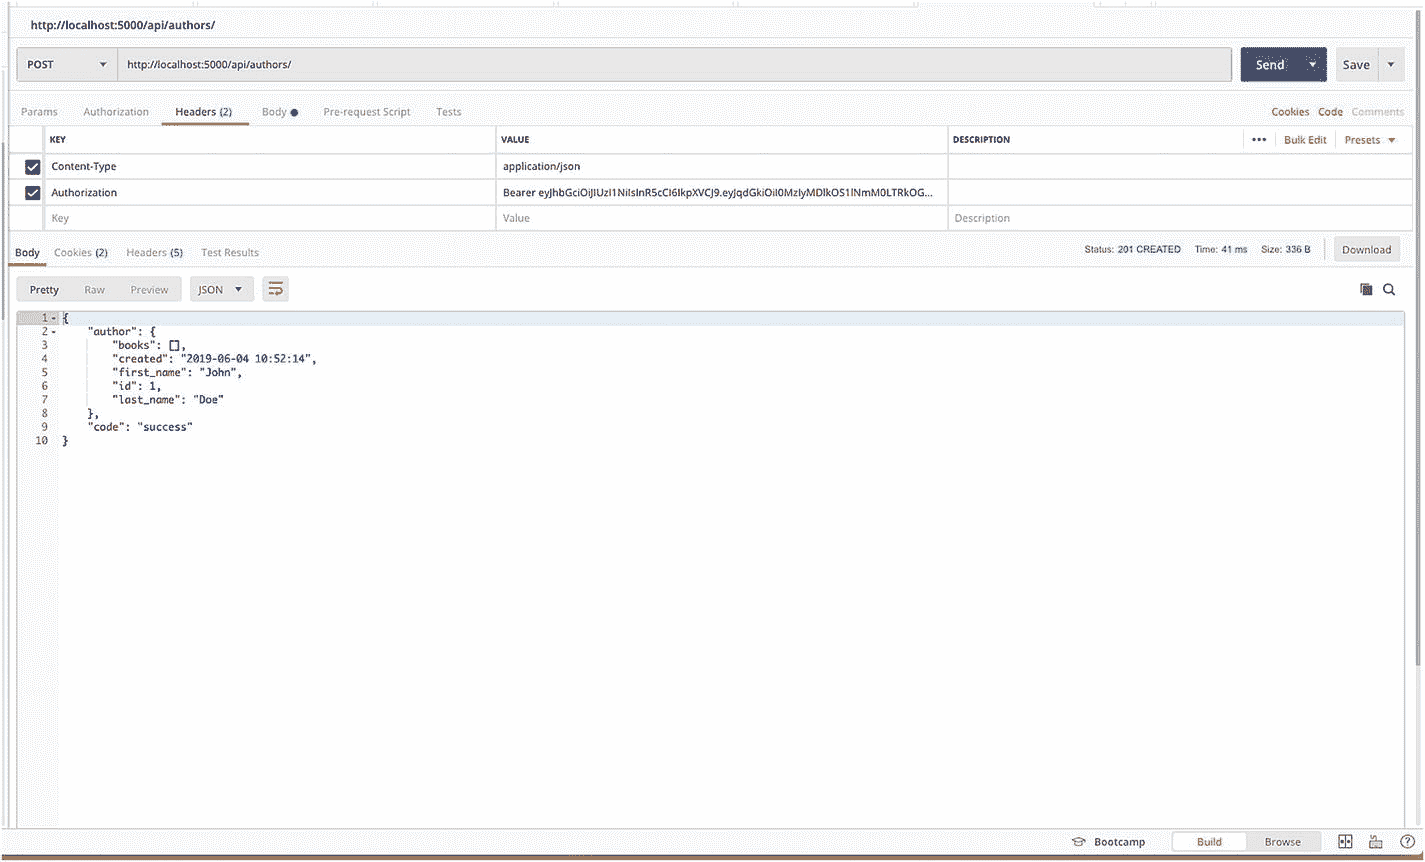 http://localhost:5000/api/authors/
POST http://localhost:5000/api/authors/ Send Save
Params Authorization Headers (2) Body Pre-request Script Tests Cookies Code Comments
KEY VALUE DESCRIPTION ••• Bulk Edit Presets
Content-Type application/json
Authorization Bearer eyJhbGciOiJIUzI1NiIsInR5cCI6IkpXVCJ9.eyJqdGkiOiI0MzIyMDlkOS1lNmM0LTRkOG...
Key Value Description
Body Cookies (2) Headers (5) Test Results Status: 201 CREATED Time: 41 ms Size: 336 B Download
Pretty Raw Preview JSON
1 {
2 "author": {
3 "books": [],
4 "created": "2019-06-04 10:52:14",
5 "first_name": "John",
6 "id": 1,
7 "last_name": "Doe"
8 },
9 "code": "success"
10 }
Bootcamp Build Browse